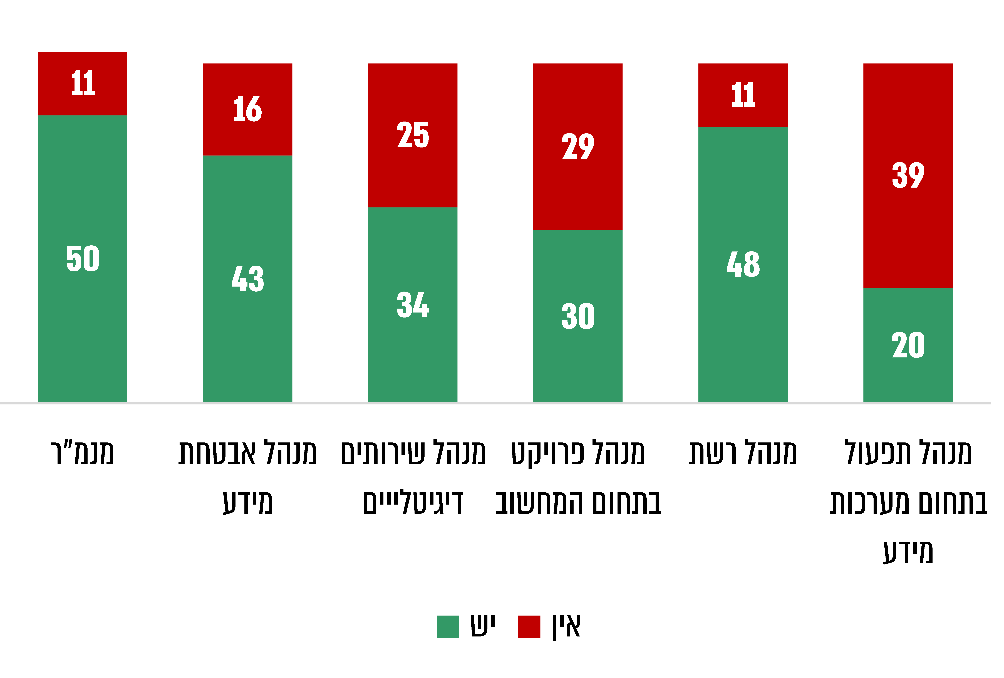 11
16
25
29
11
39
50
43
34
30
48
20
מנמ"ר
מנהל אבטחת
מידע
מנהל שירותים
דיגיטלייים
מנהל פרויקט
בתחום המחשוב
מנהל רשת
מנהל תפעול
בתחום מערכות
מידע
יש
אין